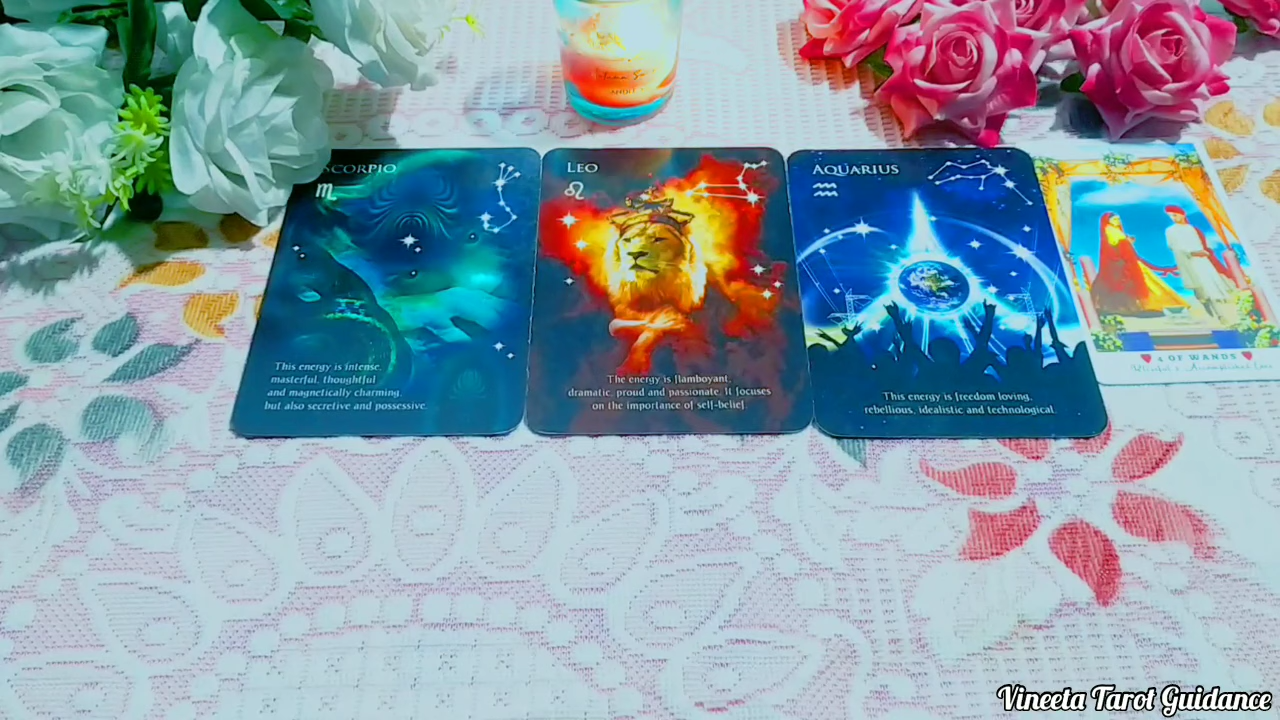 SCORPIO
This energy is intense,
masterful, thoughtful
and magnetically charming,
but also secretive and possessive.
LEO
The energy is flamboyant,
dramatic, proud and passionate. It focuses
on the importance of self-belief.
AQUARIUS
This energy is freedom loving,
rebellious, idealistic and technological.
4 OF WANDS
Vineeta Tarot Guidance